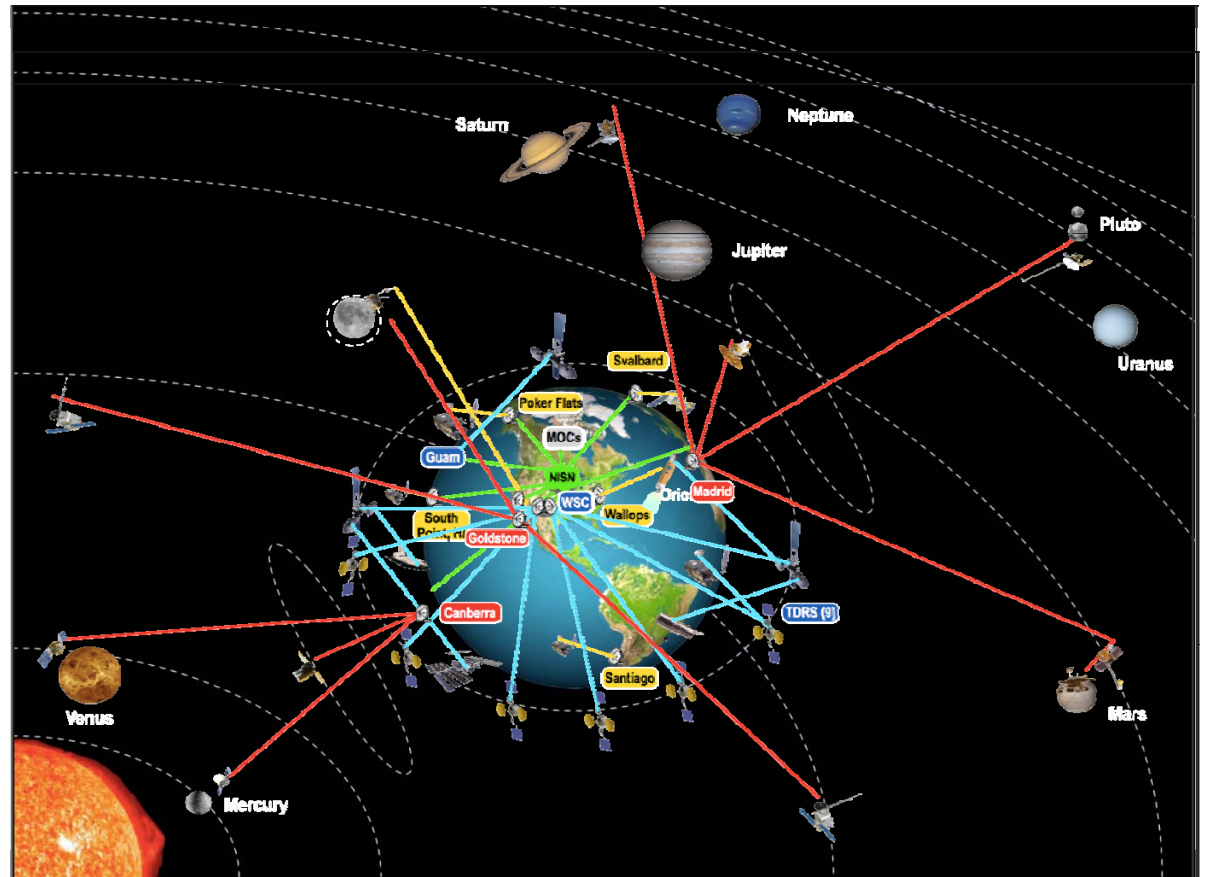 Saturn
Neptune
Pluto
Jupiter
Uranus
Svalbard
Poker Flats
MOCs
Guam
NISN
Madrid
WSC
Wallops
South
Goldstone
Canberra
TDRS (9)
Santiago
Venus
Mars
Mercury